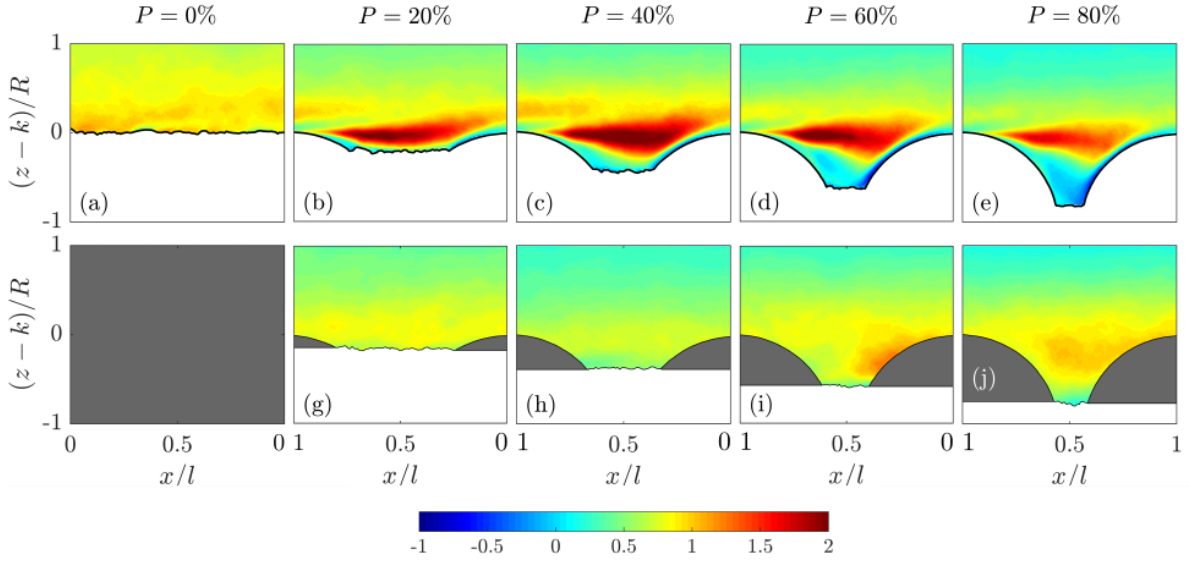 P = 0% P = 20% P = 40% P = 60% P = 80%
1
0
-1
(z − k)/R
(a) (b) (c) (d) (e)
1
0
-1
(z − k)/R
(g) (h) (i) (j)
0 0.5 0 1 0.5 0 1 0.5 0 1 0.5 0 1 0.5 1
x/l x/l x/l x/l x/l
-1 -0.5 0 0.5 1 1.5 2